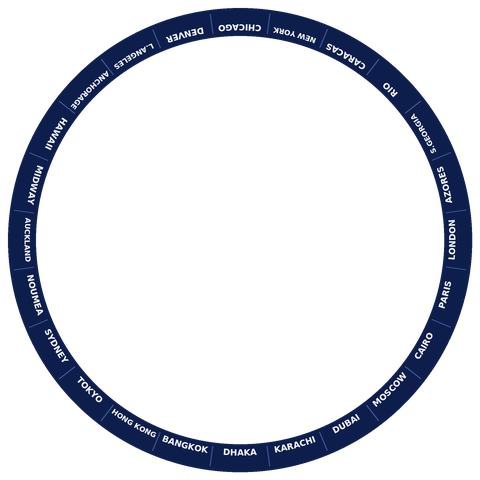 LONDON
PARIS
CAIRO
MOSCOW
DUBAI
KARACHI
DHAKA
BANGKOK
HONG KONG
TOKYO
SYDNEY
NOUMEA
AUCKLAND
MIDWAY
HAWAII
ANCHORAGE
L.ANGELES
DENVER
CHICAGO
NEW YORK
CARACAS
RIO
S.GEORGIA
AZORES